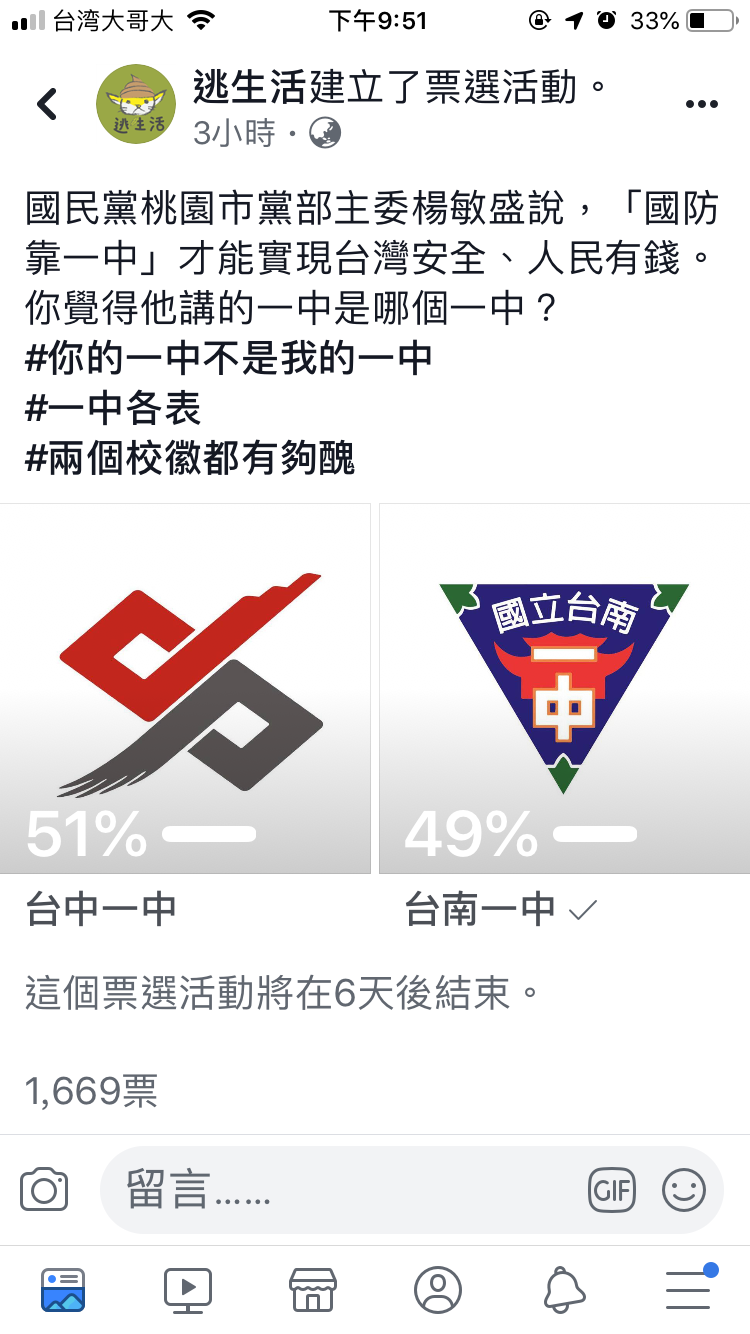 台湾大哥大
下午9:51
33%
逃生活建立了票選活動。
逃生活
3小時·
國民黨桃園市黨部主委楊敏盛說，「國防
靠一中」才能實現台灣安全、人民有錢。
你覺得他講的一中是哪個一中？
#你的一中不是我的一中
#一中各表
#兩個校徽都有夠醜
國立台南
一中
51%
49%
台中一中
台南一中
這個票選活動將在6天後結束。
1,669票
留言......
GIF